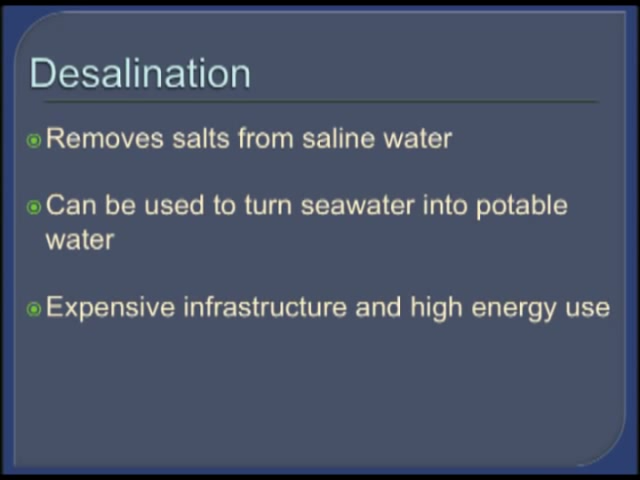 Desalination
Removes salts from saline water
Can be used to turn seawater into potable
water
Expensive infrastructure and high energy use